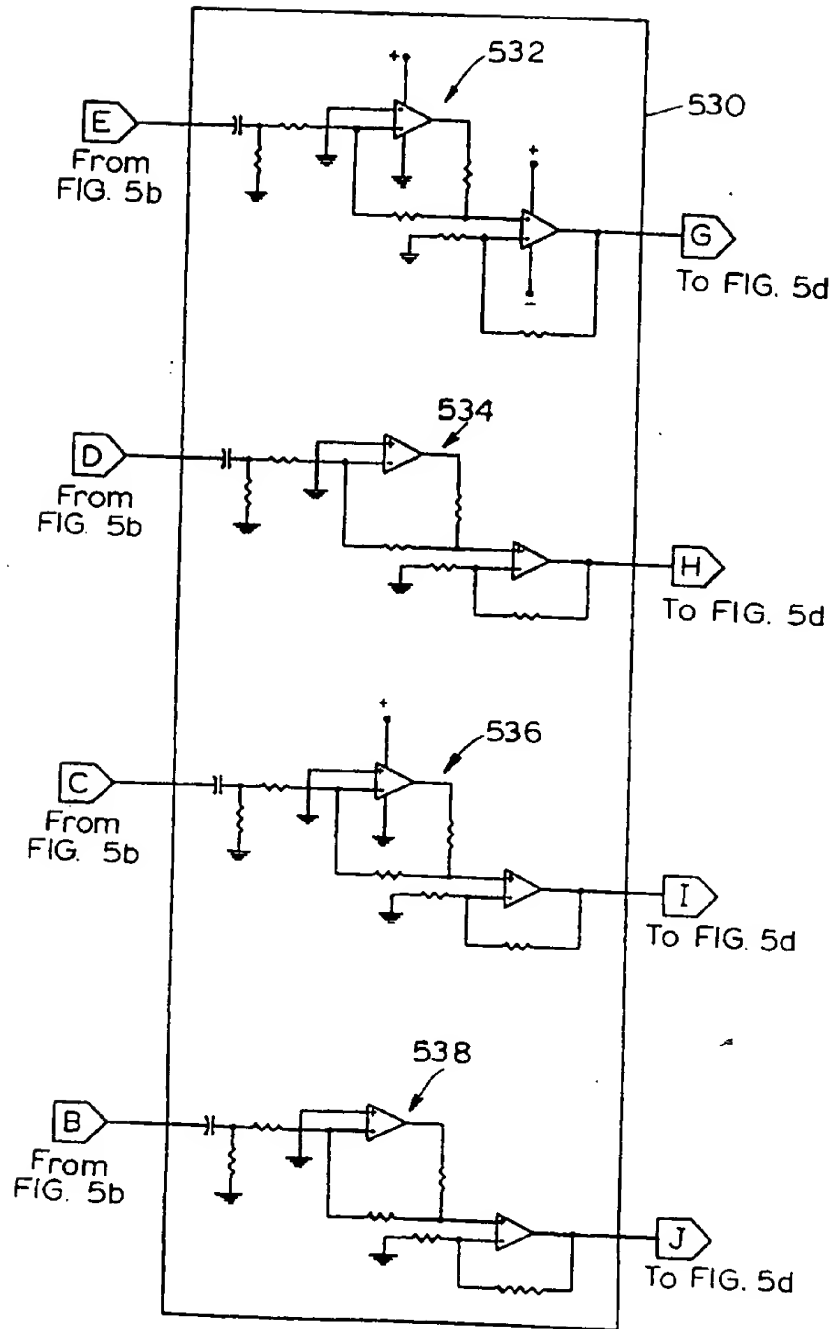 532
530
E
From
FIG. 5b
G
To FIG. 5d
534
D
From
FIG. 5b
H
To FIG. 5d
536
C
From
FIG. 5b
I
To FIG. 5d
538
B
From
FIG. 5b
J
To FIG. 5d